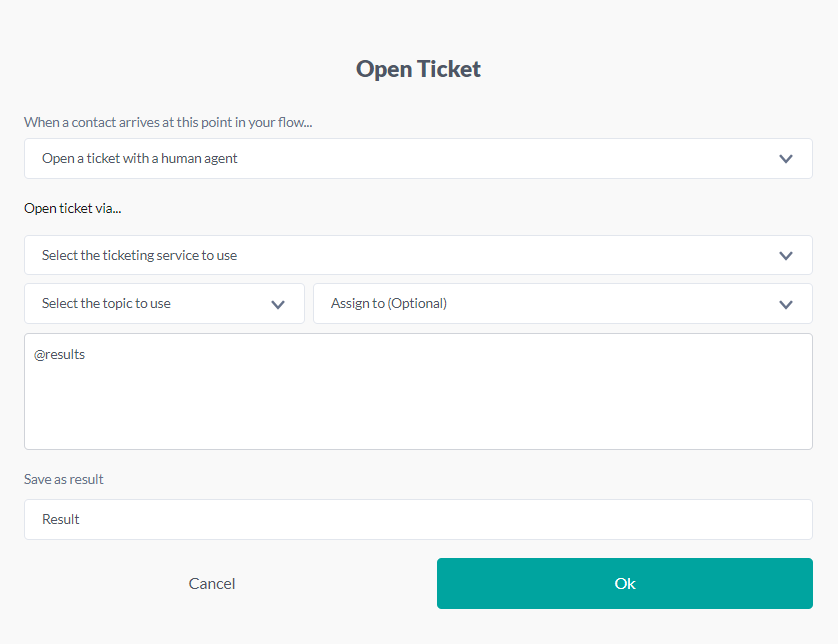 Open Ticket
When a contact arrives at this point in your flow...
Open a ticket with a human agent
Open ticket via...
Select the ticketing service to use
Select the topic to use
Assign to (Optional)
@results
Save as result
Result
Cancel
Ok